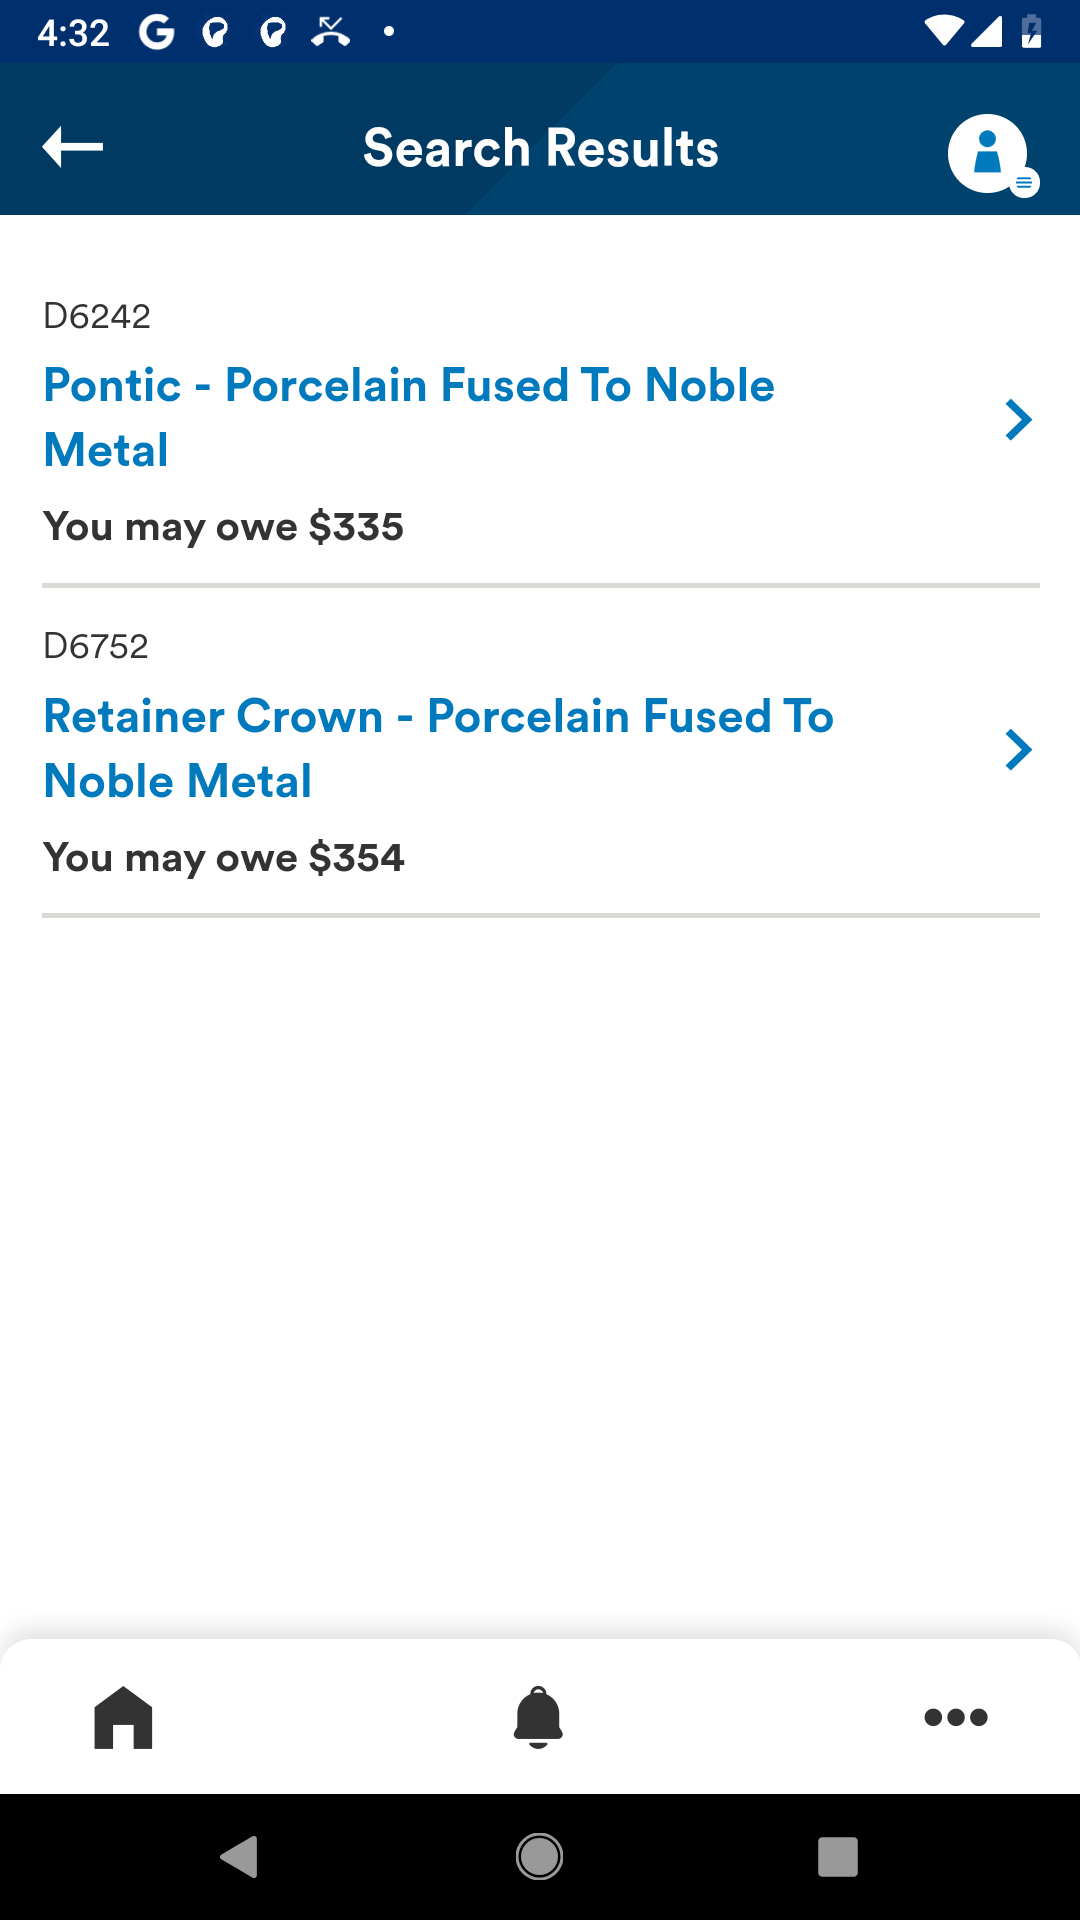 4:32
Search Results
D6242
Pontic - Porcelain Fused To Noble
Metal
You may owe $335
D6752
Retainer Crown - Porcelain Fused To
Noble Metal
You may owe $354